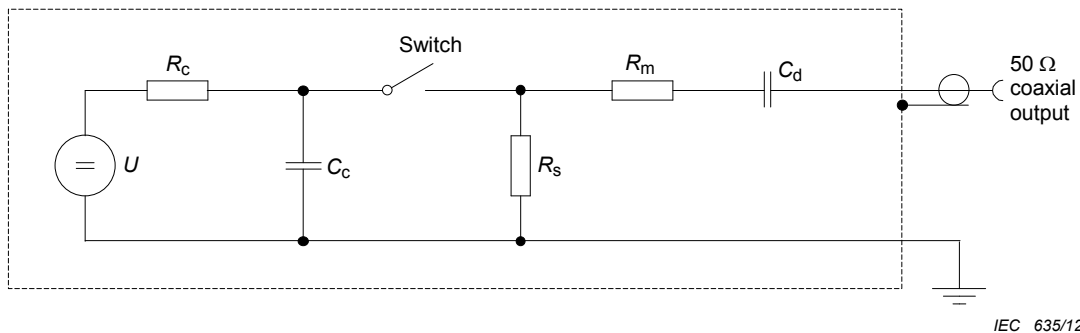 Switch
Rc
Rm
Cd
50 Ω
coaxial
output
U
Cc
Rs
IEC 635/12